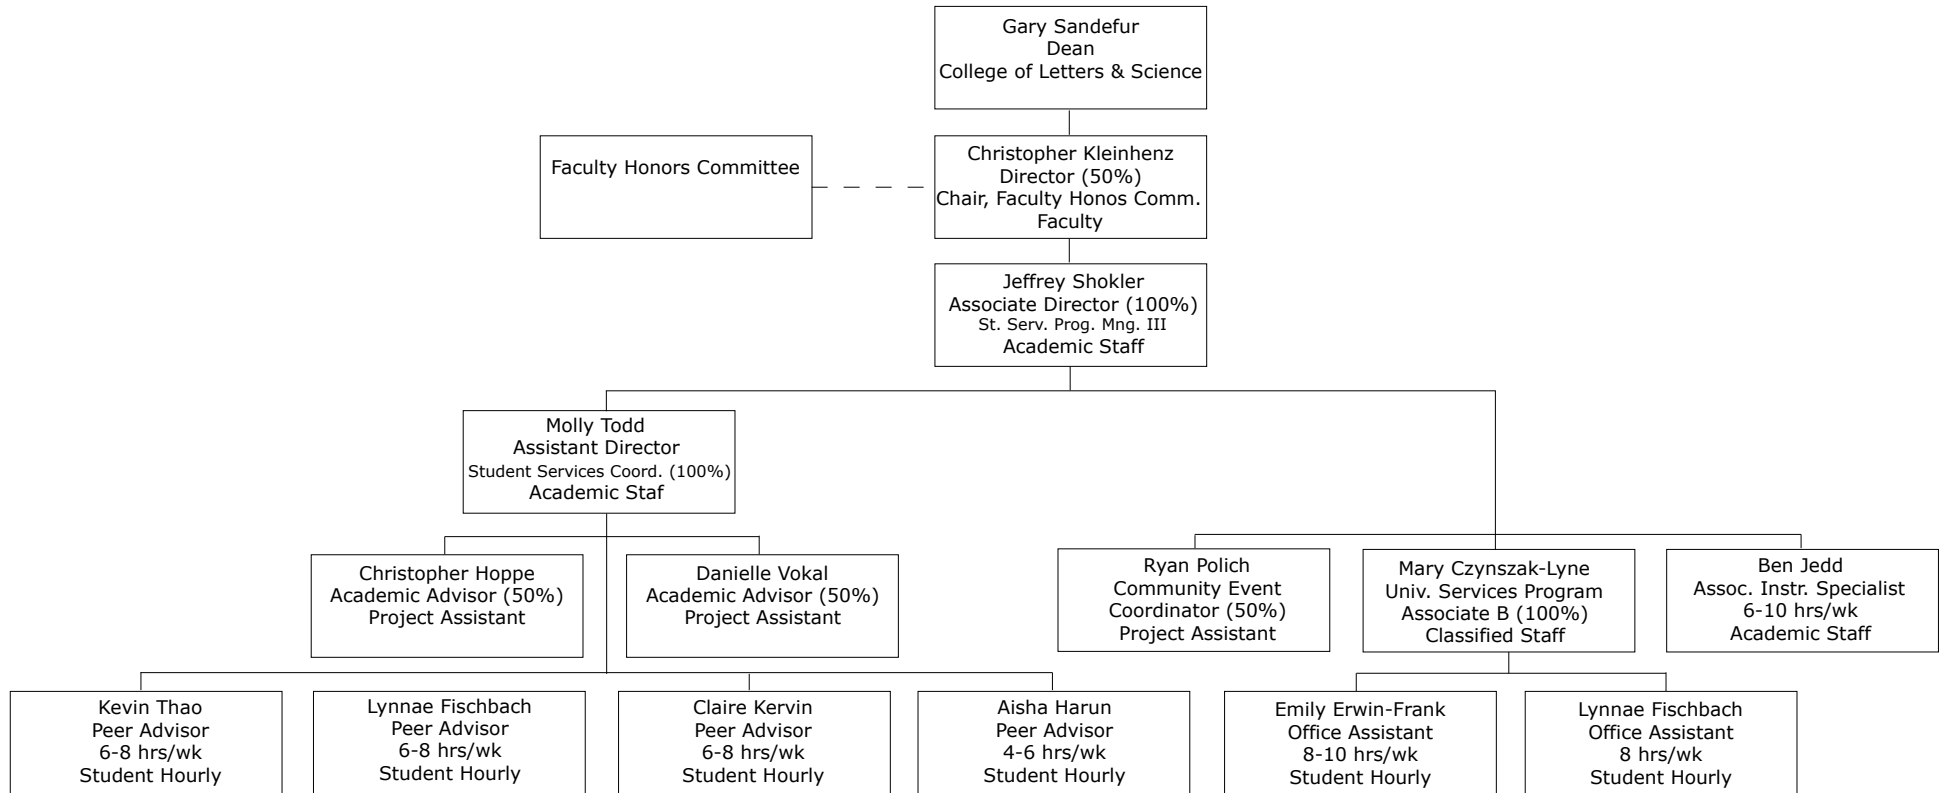 Gary Sandefur
Dean
College of Letters & Science
Faculty Honors Committee
Christopher Kleinhenz
Director (50%)
Chair, Faculty Honos Comm.
Faculty
Jeffrey Shokler
Associate Director (100%)
St. Serv. Prog. Mng. III
Academic Staff
Molly Todd
Assistant Director
Student Services Coord. (100%)
Academic Staf
Christopher Hoppe
Academic Advisor (50%)
Project Assistant
Danielle Vokal
Academic Advisor (50%)
Project Assistant
Ryan Polich
Community Event
Coordinator (50%)
Project Assistant
Mary Czynszak-Lyne
Univ. Services Program
Associate B (100%)
Classified Staff
Ben Jedd
Assoc. Instr. Specialist
6-10 hrs/wk
Academic Staff
Kevin Thao
Peer Advisor
6-8 hrs/wk
Student Hourly
Lynnae Fischbach
Peer Advisor
6-8 hrs/wk
Student Hourly
Claire Kervin
Peer Advisor
6-8 hrs/wk
Student Hourly
Aisha Harun
Peer Advisor
4-6 hrs/wk
Student Hourly
Emily Erwin-Frank
Office Assistant
8-10 hrs/wk
Student Hourly
Lynnae Fischbach
Office Assistant
8 hrs/wk
Student Hourly